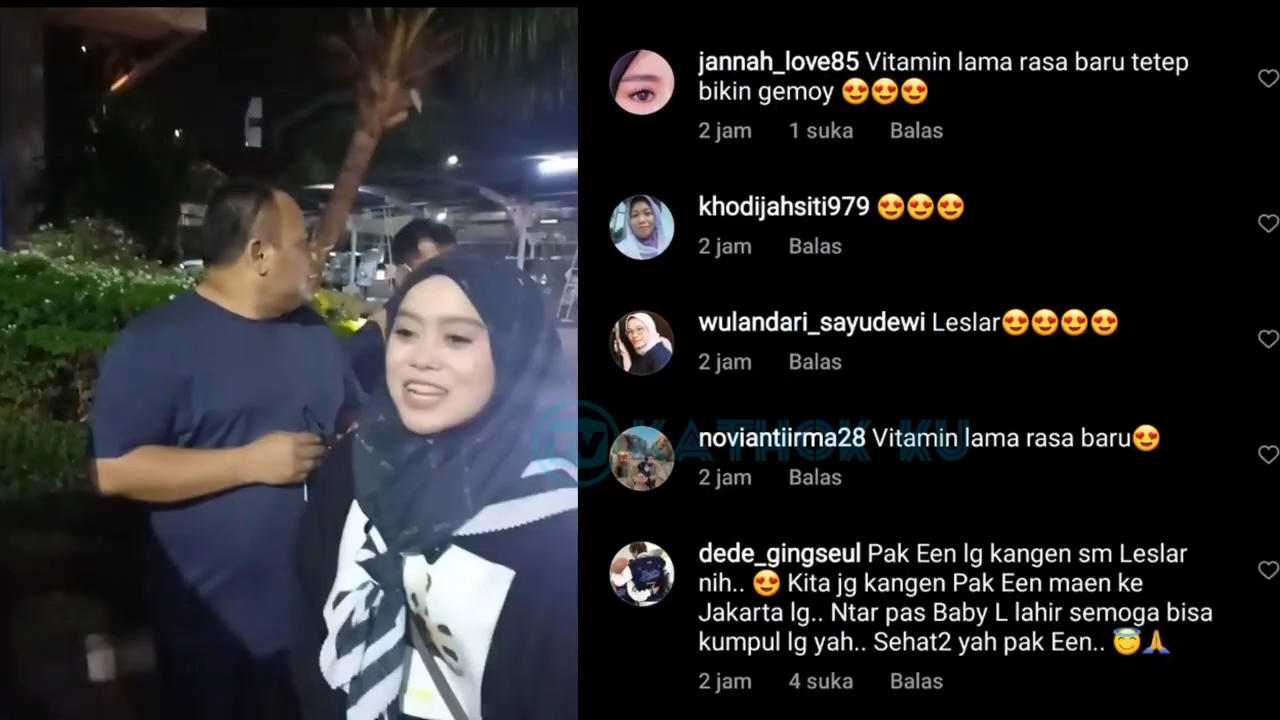 jannah_love85 Vitamin lama rasa baru tetep
bikin gemoy 😍😍😍
2 jam 1 suka Balas
khodijahsiti979 😍😍😍
2 jam Balas
wulandari_sayudewi Leslar😍😍😍😍
2 jam Balas
TV KATHOK KU
noviantiirma28 Vitamin lama rasa baru😍
2 jam Balas
dede_gingseul Pak Een lg kangen sm Leslar
nih.. 😍 Kita jg kangen Pak Een maen ke
Jakarta lg.. Ntar pas Baby L lahir semoga bisa
kumpul lg yah.. Sehat2 yah pak Een.. 😇🙏
2 jam 4 suka Balas